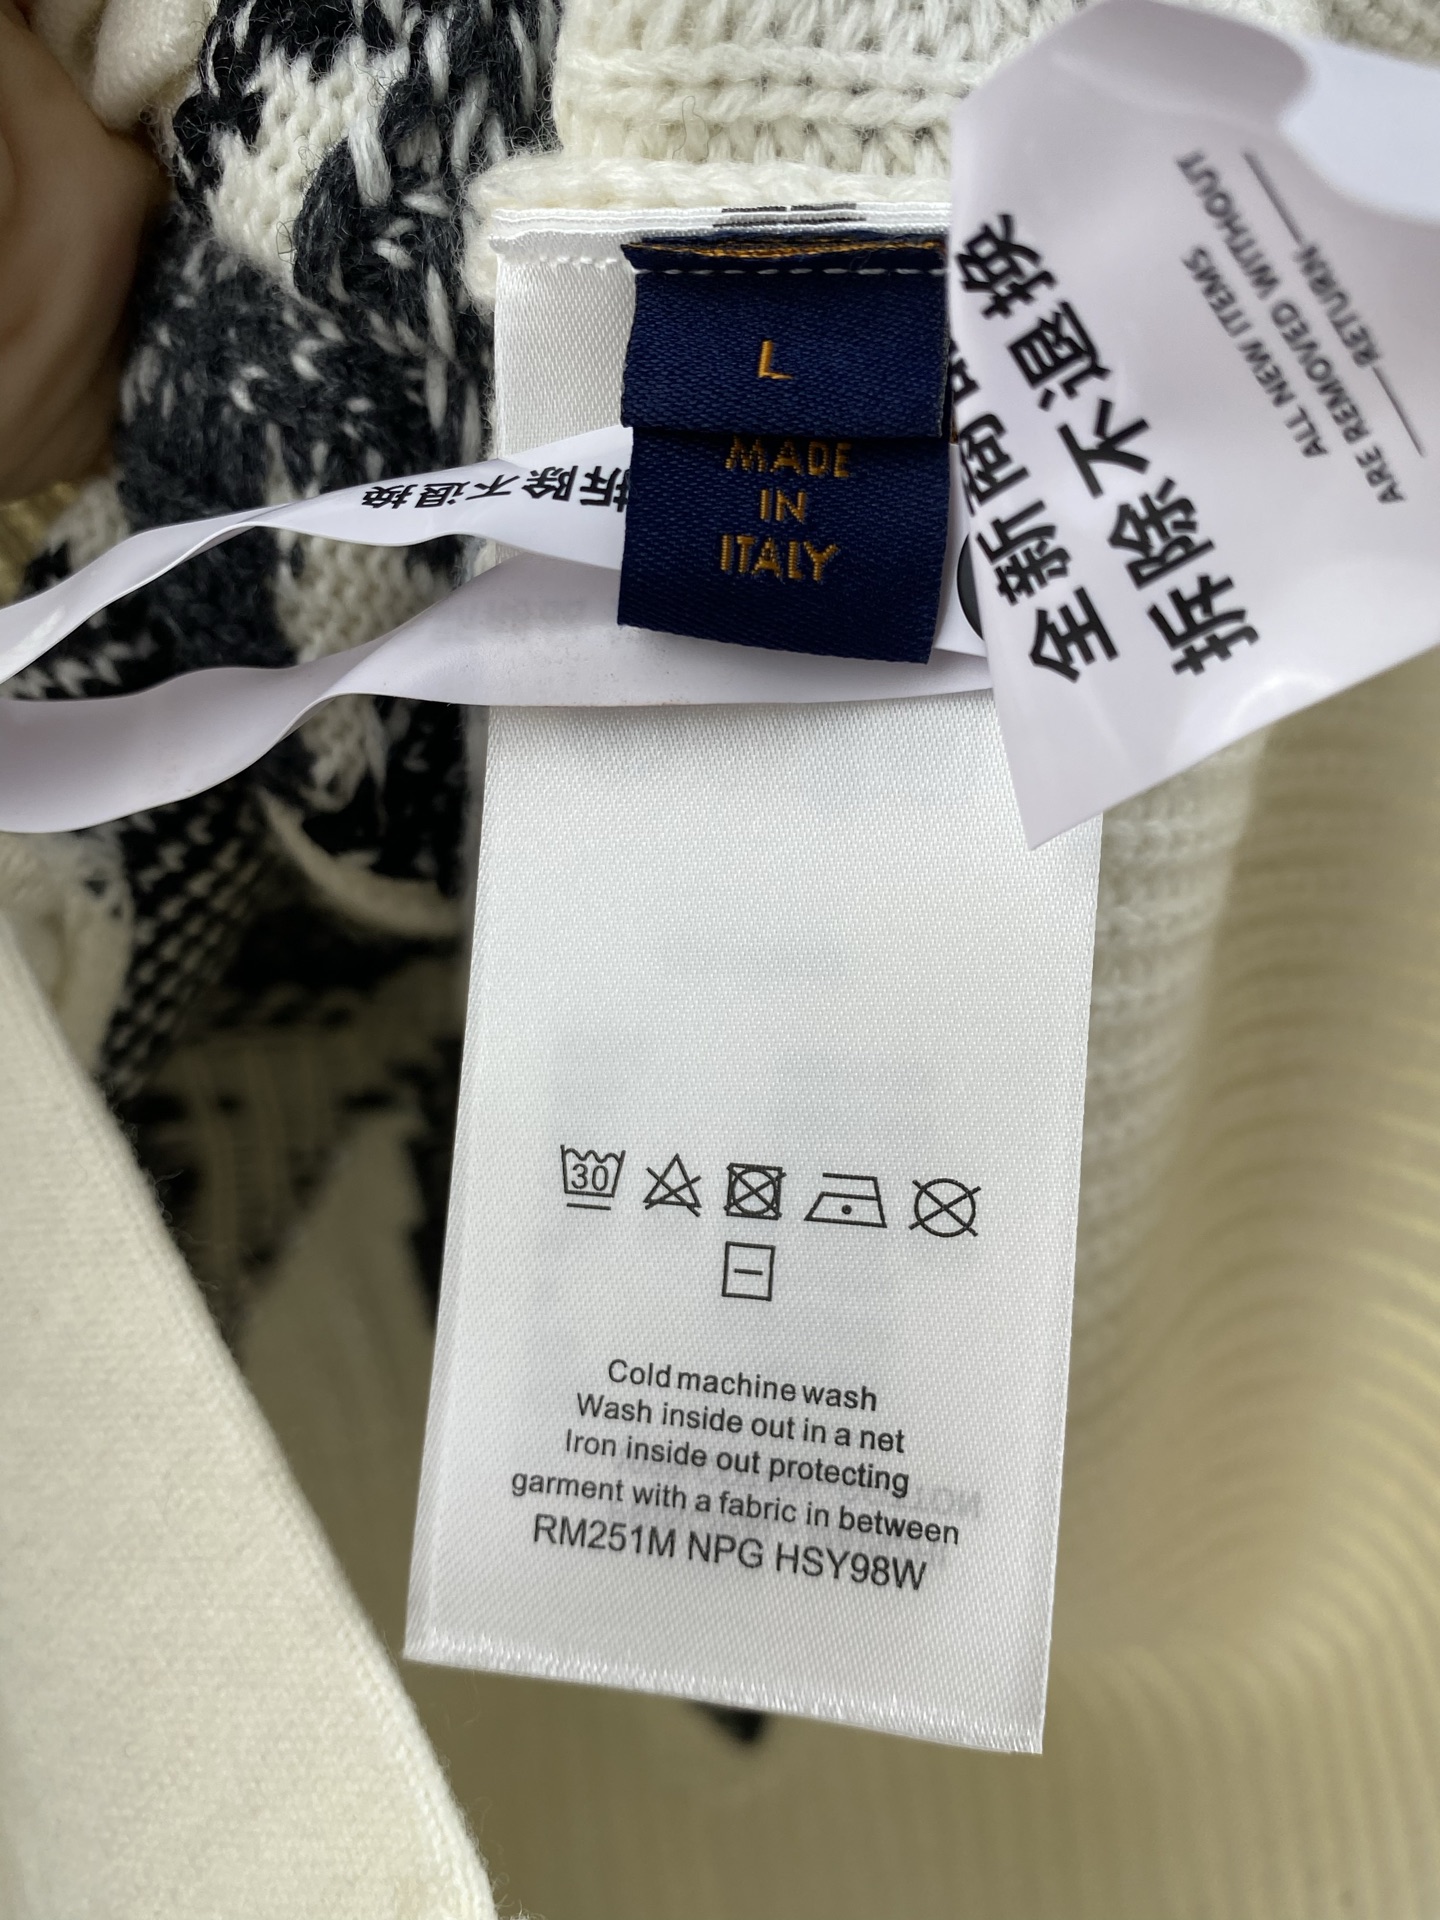 L
MADE
IN
ITALY
拆除不退换
全新商品
拆除不退换
ALL NEW ITEMS
ARE REMOVED WITHOUT
RETURN
30
Cold machine wash
Wash inside out in a net
Iron inside out protecting
garment with a fabric in between
RM251M NPG HSY98W